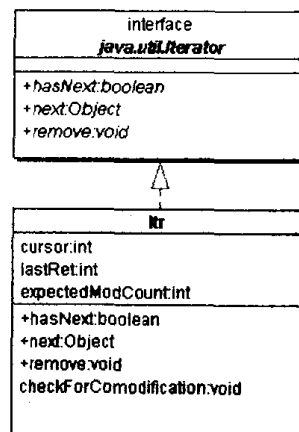 interface
java.util.Iterator
+hasNext:boolean
+next:Object
+remove:void
Itr
cursor:int
lastRet:int
expectedModCount:int
+hasNext:boolean
+next:Object
+remove:void
checkForComodification:void